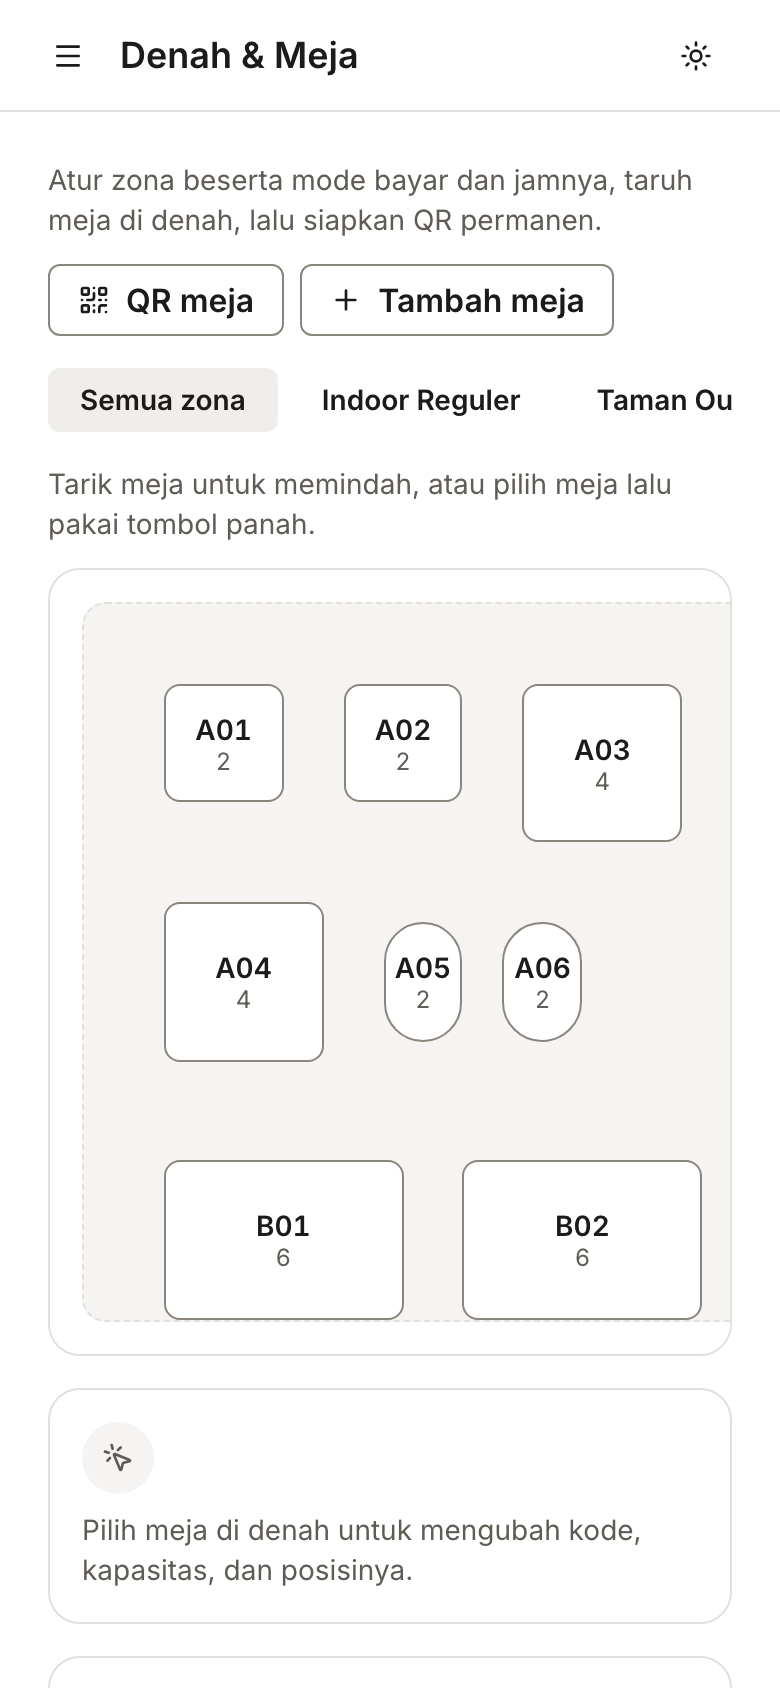 Denah & Meja
Atur zona beserta mode bayar dan jamnya, taruh
meja di denah, lalu siapkan QR permanen.
QR meja
Tambah meja
Semua zona
Indoor Reguler
Taman Ou
Tarik meja untuk memindah, atau pilih meja lalu
pakai tombol panah.
A01
2
A02
2
A03
4
A04
4
A05
2
A06
2
B01
6
B02
6
Pilih meja di denah untuk mengubah kode,
kapasitas, dan posisinya.